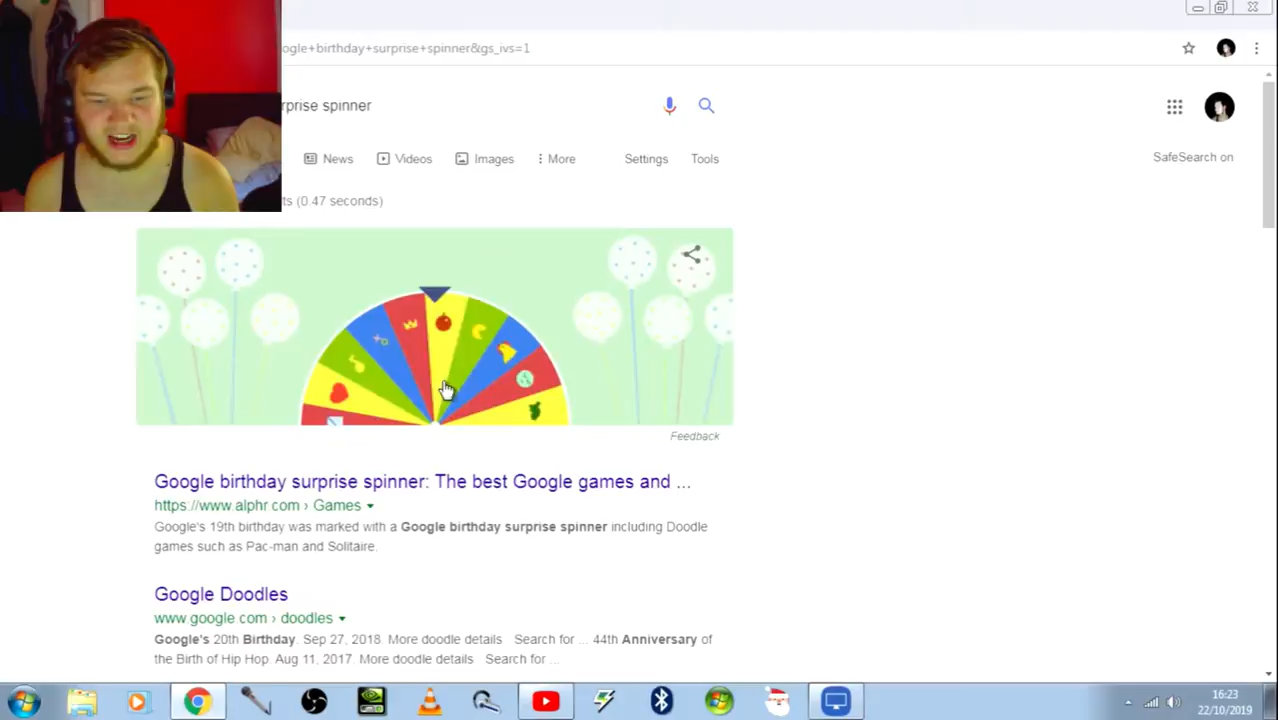 ogle+birthday+surprise+spinner&gs_ivs=1
rprise spinner
News Videos Images More Settings Tools
SafeSearch on
ts (0.47 seconds)
Feedback
Google birthday surprise spinner: The best Google games and ...
https://www.alphr.com › Games
Google's 19th birthday was marked with a Google birthday surprise spinner including Doodle
games such as Pac-man and Solitaire.
Google Doodles
www.google.com › doodles
Google's 20th Birthday. Sep 27, 2018. More doodle details Search for ... 44th Anniversary of
the Birth of Hip Hop. Aug 11, 2017. More doodle details Search for ...
16:23
22/10/2019